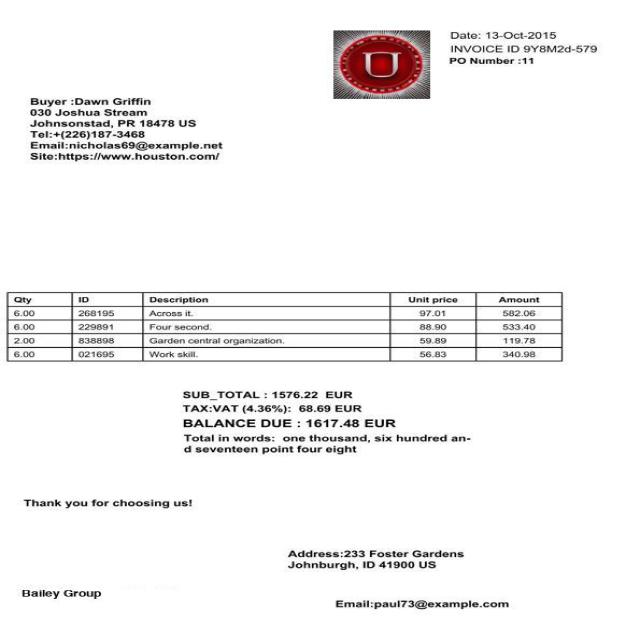 Date: 13-Oct-2015
INVOICE ID 9Y8M2d-579
PO Number :11
U
Buyer :Dawn Griffin
030 Joshua Stream
Johnsonstad, PR 18478 US
Tel:+(226)187-3468
Email:nicholas69@example.net
Site:https://www.houston.com/
Qty ID Description Unit price Amount
6.00 268195 Across it. 97.01 582.06
6.00 229891 Four second. 88.90 533.40
2.00 838898 Garden central organization. 59.89 119.78
6.00 021695 Work skill. 56.83 340.98
SUB_TOTAL : 1576.22 EUR
TAX:VAT (4.36%): 68.69 EUR
BALANCE DUE : 1617.48 EUR
Total in words: one thousand, six hundred an-
d seventeen point four eight
Thank you for choosing us!
Address:233 Foster Gardens
Johnburgh, ID 41900 US
Bailey Group
Email:paul73@example.com